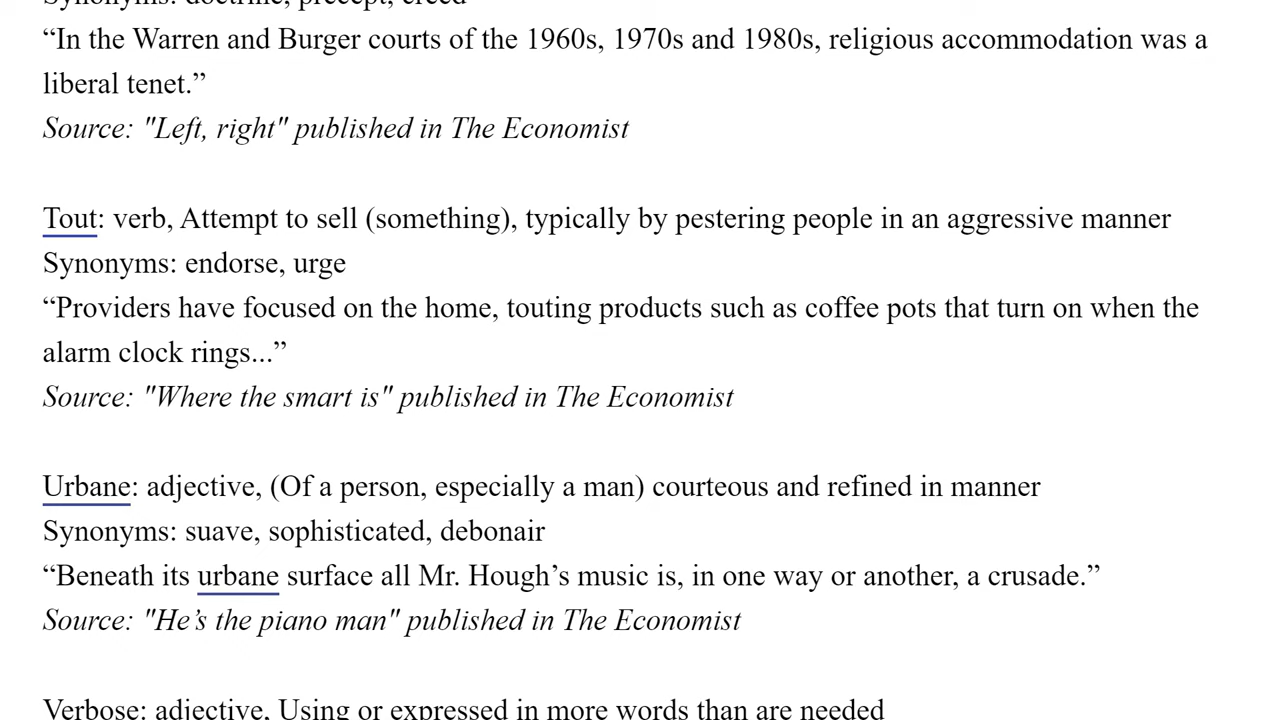 Synonyms: doctrine, precept, creed
“In the Warren and Burger courts of the 1960s, 1970s and 1980s, religious accommodation was a
liberal tenet.”
Source: "Left, right" published in The Economist
Tout: verb, Attempt to sell (something), typically by pestering people in an aggressive manner
Synonyms: endorse, urge
“Providers have focused on the home, touting products such as coffee pots that turn on when the
alarm clock rings...”
Source: "Where the smart is" published in The Economist
Urbane: adjective, (Of a person, especially a man) courteous and refined in manner
Synonyms: suave, sophisticated, debonair
“Beneath its urbane surface all Mr. Hough’s music is, in one way or another, a crusade.”
Source: "He’s the piano man" published in The Economist
Verbose: adjective, Using or expressed in more words than are needed